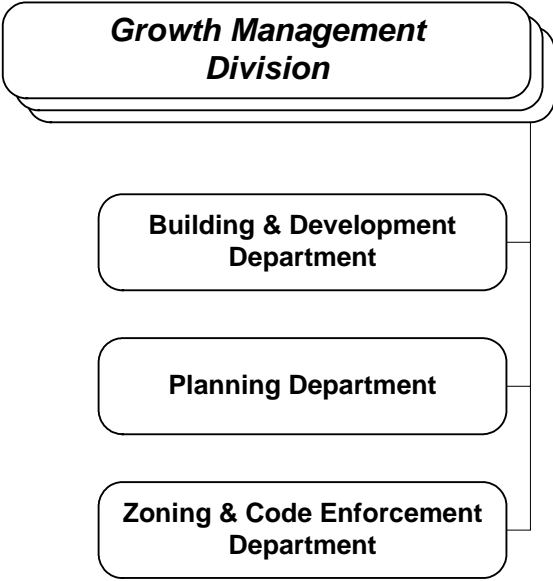 Growth Management
Division
Building & Development
Department
Planning Department
Zoning & Code Enforcement
Department